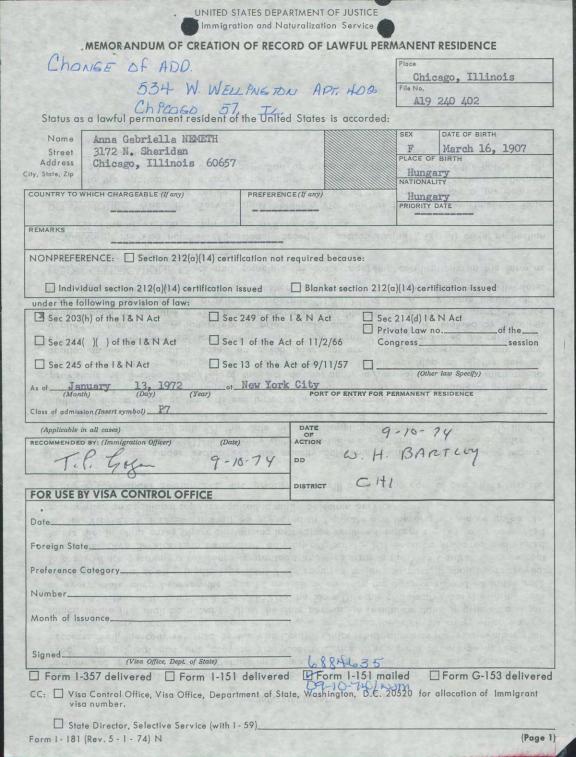 UNITED STATES DEPARTMENT OF JUSTICE
Immigration and Naturalization Service
MEMORANDUM OF CREATION OF RECORD OF LAWFUL PERMANENT RESIDENCE
CHANGE OF ADD.
534 W. WELLINGTON APT. 402
CHICAGO 57, IL
Place
Chicago, Illinois
File No.
A19 240 402
Status as a lawful permanent resident of the United States is accorded:
Name Anna Gabriella NEMETH
Street 3172 N. Sheridan
Address Chicago, Illinois 60657
City, State, Zip
SEX F
DATE OF BIRTH March 16, 1907
PLACE OF BIRTH
Hungary
NATIONALITY
Hungary
PRIORITY DATE
COUNTRY TO WHICH CHARGEABLE (If any)
PREFERENCE (If any)
REMARKS
NONPREFERENCE: Section 212(a)(14) certification not required because:
Individual section 212(a)(14) certification issued Blanket section 212(a)(14) certification issued
under the following provision of law:
Sec 203(h) of the I & N Act Sec 249 of the I & N Act Sec 214(d) I & N Act
Private Law no. of the
Sec 244( )( ) of the I & N Act Sec 1 of the Act of 11/2/66 Congress session
Sec 245 of the I & N Act Sec 13 of the Act of 9/11/57
(Other law Specify)
As of January 13, 1972 at New York City
(Month) (Day) (Year) PORT OF ENTRY FOR PERMANENT RESIDENCE
Class of admission (Insert symbol) P7
(Applicable in all cases)
RECOMMENDED BY: (Immigration Officer) (Date)
9-10-74
DATE OF ACTION 9-10-74
DD W. H. BARTLEY
DISTRICT CHI
FOR USE BY VISA CONTROL OFFICE
Date
Foreign State
Preference Category
Number
Month of Issuance
Signed
(Visa Office, Dept. of State)
6884635
Form I-357 delivered Form I-151 delivered Form I-151 mailed Form G-153 delivered
09-10-74
CC: Visa Control Office, Visa Office, Department of State, Washington, D.C. 20520 for allocation of Immigrant
visa number.
State Director, Selective Service (with I-59)
Form I-181 (Rev. 5-1-74) N
(Page 1)